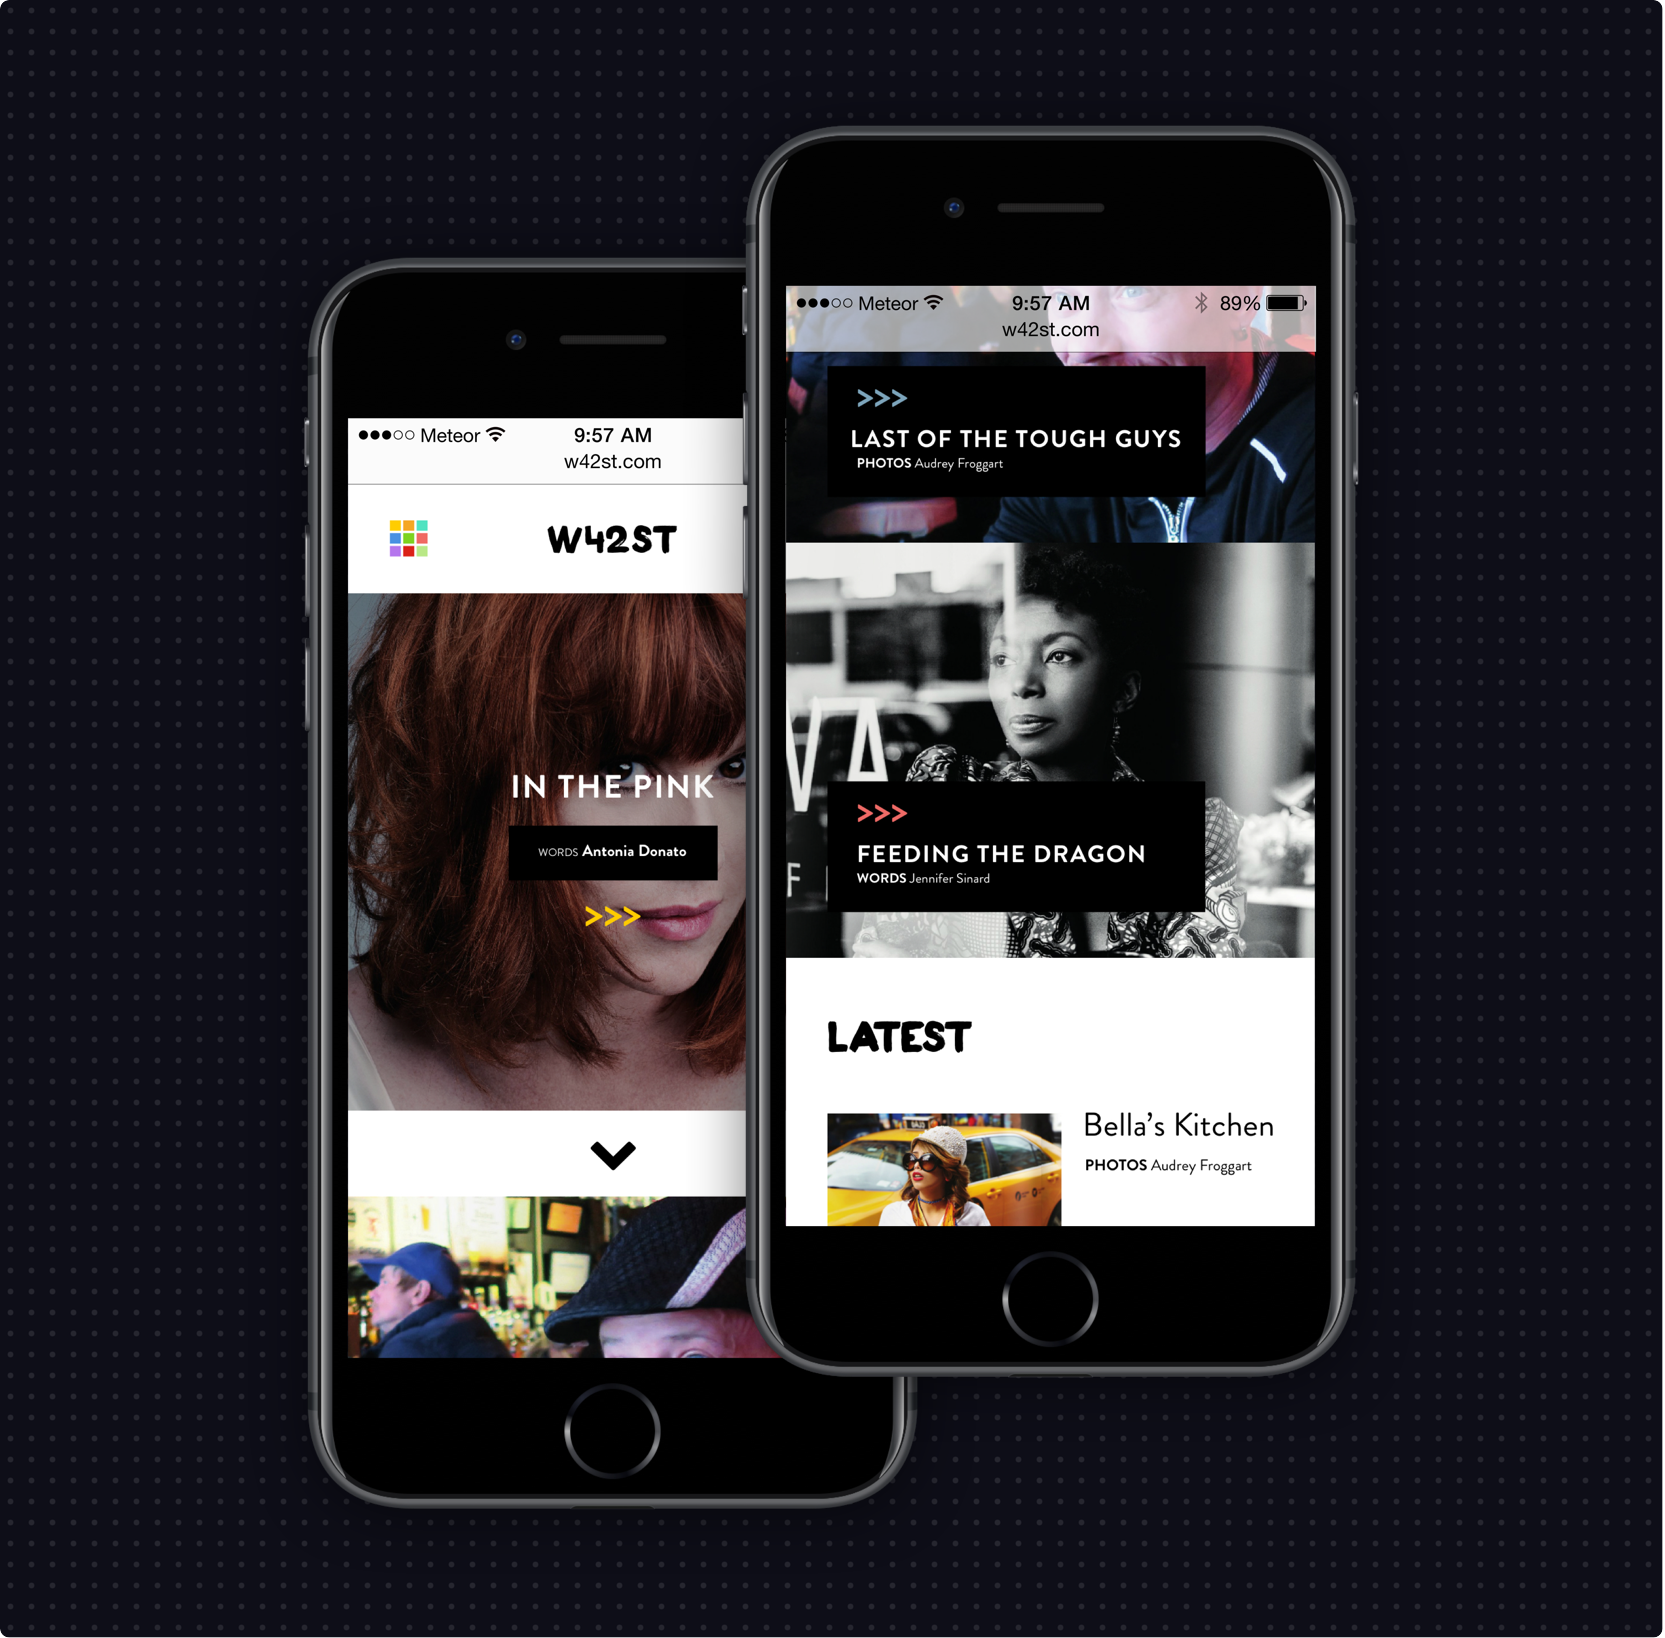 Meteor
9:57 AM
w42st.com
W42ST
IN THE PINK
WORDS Antonia Donato
>>>
Meteor
9:57 AM
89%
w42st.com
>>>
LAST OF THE TOUGH GUYS
PHOTOS Audrey Froggart
VA
F
>>>
FEEDING THE DRAGON
WORDS Jennifer Sinard
LATEST
Bella’s Kitchen
PHOTOS Audrey Froggart